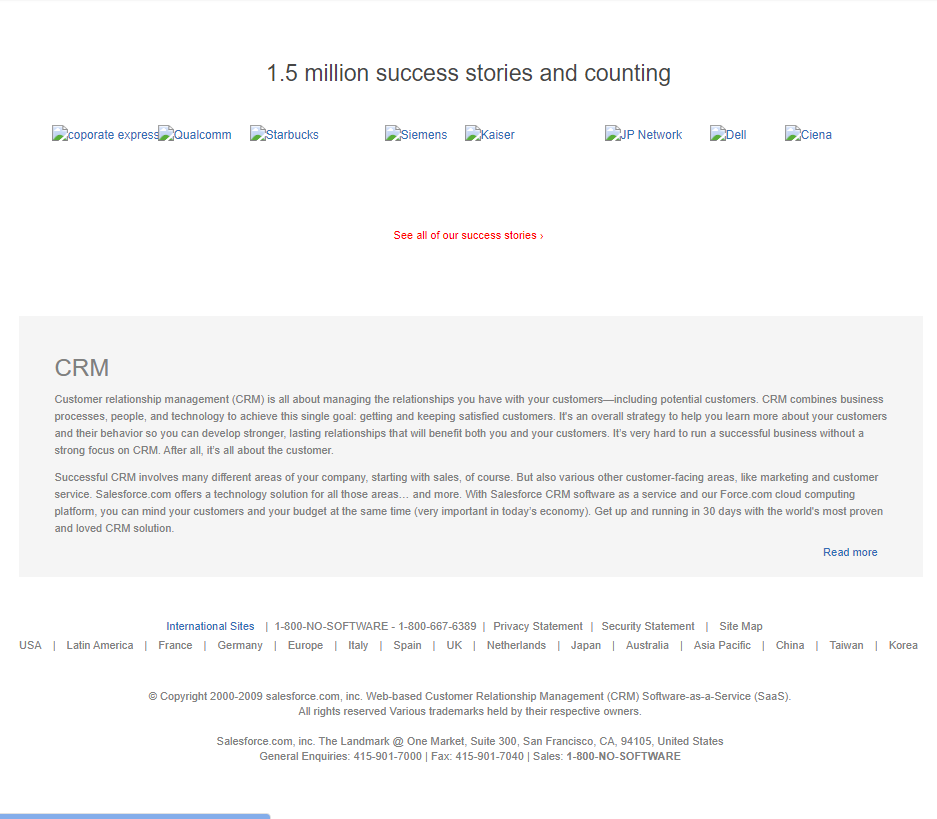 1.5 million success stories and counting
coporate express Qualcomm Starbucks Siemens Kaiser JP Network Dell Ciena
See all of our success stories ›
CRM
Customer relationship management (CRM) is all about managing the relationships you have with your customers—including potential customers. CRM combines business
processes, people, and technology to achieve this single goal: getting and keeping satisfied customers. It's an overall strategy to help you learn more about your customers
and their behavior so you can develop stronger, lasting relationships that will benefit both you and your customers. It's very hard to run a successful business without a
strong focus on CRM. After all, it's all about the customer.
Successful CRM involves many different areas of your company, starting with sales, of course. But also various other customer-facing areas, like marketing and customer
service. Salesforce.com offers a technology solution for all those areas… and more. With Salesforce CRM software as a service and our Force.com cloud computing
platform, you can mind your customers and your budget at the same time (very important in today's economy). Get up and running in 30 days with the world's most proven
and loved CRM solution.
Read more
International Sites | 1-800-NO-SOFTWARE - 1-800-667-6389 | Privacy Statement | Security Statement | Site Map
USA | Latin America | France | Germany | Europe | Italy | Spain | UK | Netherlands | Japan | Australia | Asia Pacific | China | Taiwan | Korea
© Copyright 2000-2009 salesforce.com, inc. Web-based Customer Relationship Management (CRM) Software-as-a-Service (SaaS).
All rights reserved Various trademarks held by their respective owners.
Salesforce.com, inc. The Landmark @ One Market, Suite 300, San Francisco, CA, 94105, United States
General Enquiries: 415-901-7000 | Fax: 415-901-7040 | Sales: 1-800-NO-SOFTWARE